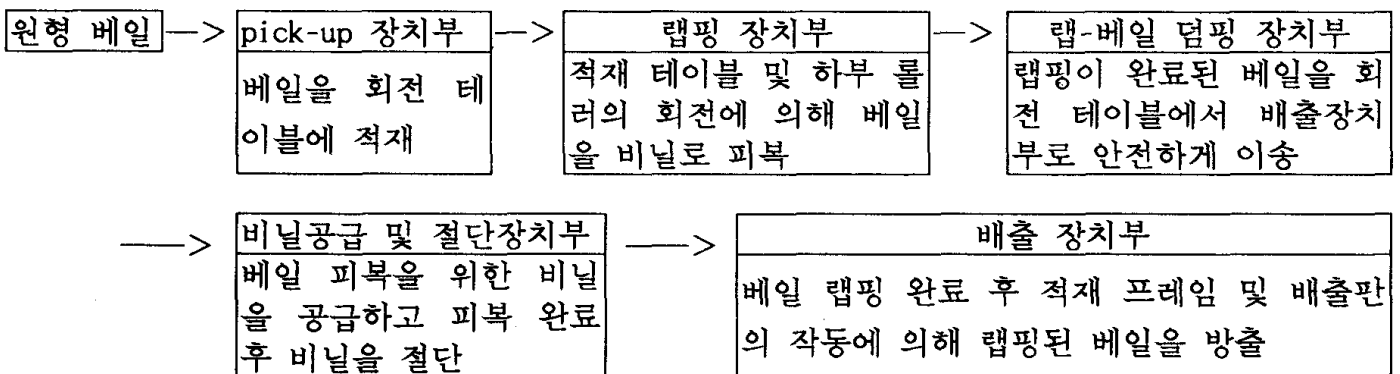 원형 베일 —> pick-up 장치부 —> 랩핑 장치부 —> 랩-베일 덤핑 장치부
베일을 회전 테
이블에 적재
적재 테이블 및 하부 롤
러의 회전에 의해 베일
을 비닐로 피복
랩핑이 완료된 베일을 회
전 테이블에서 배출장치
부로 안전하게 이송
—> 비닐공급 및 절단장치부 —> 배출 장치부
베일 피복을 위한 비닐
을 공급하고 피복 완료
후 비닐을 절단
베일 랩핑 완료 후 적재 프레임 및 배출판
의 작동에 의해 랩핑된 베일을 방출